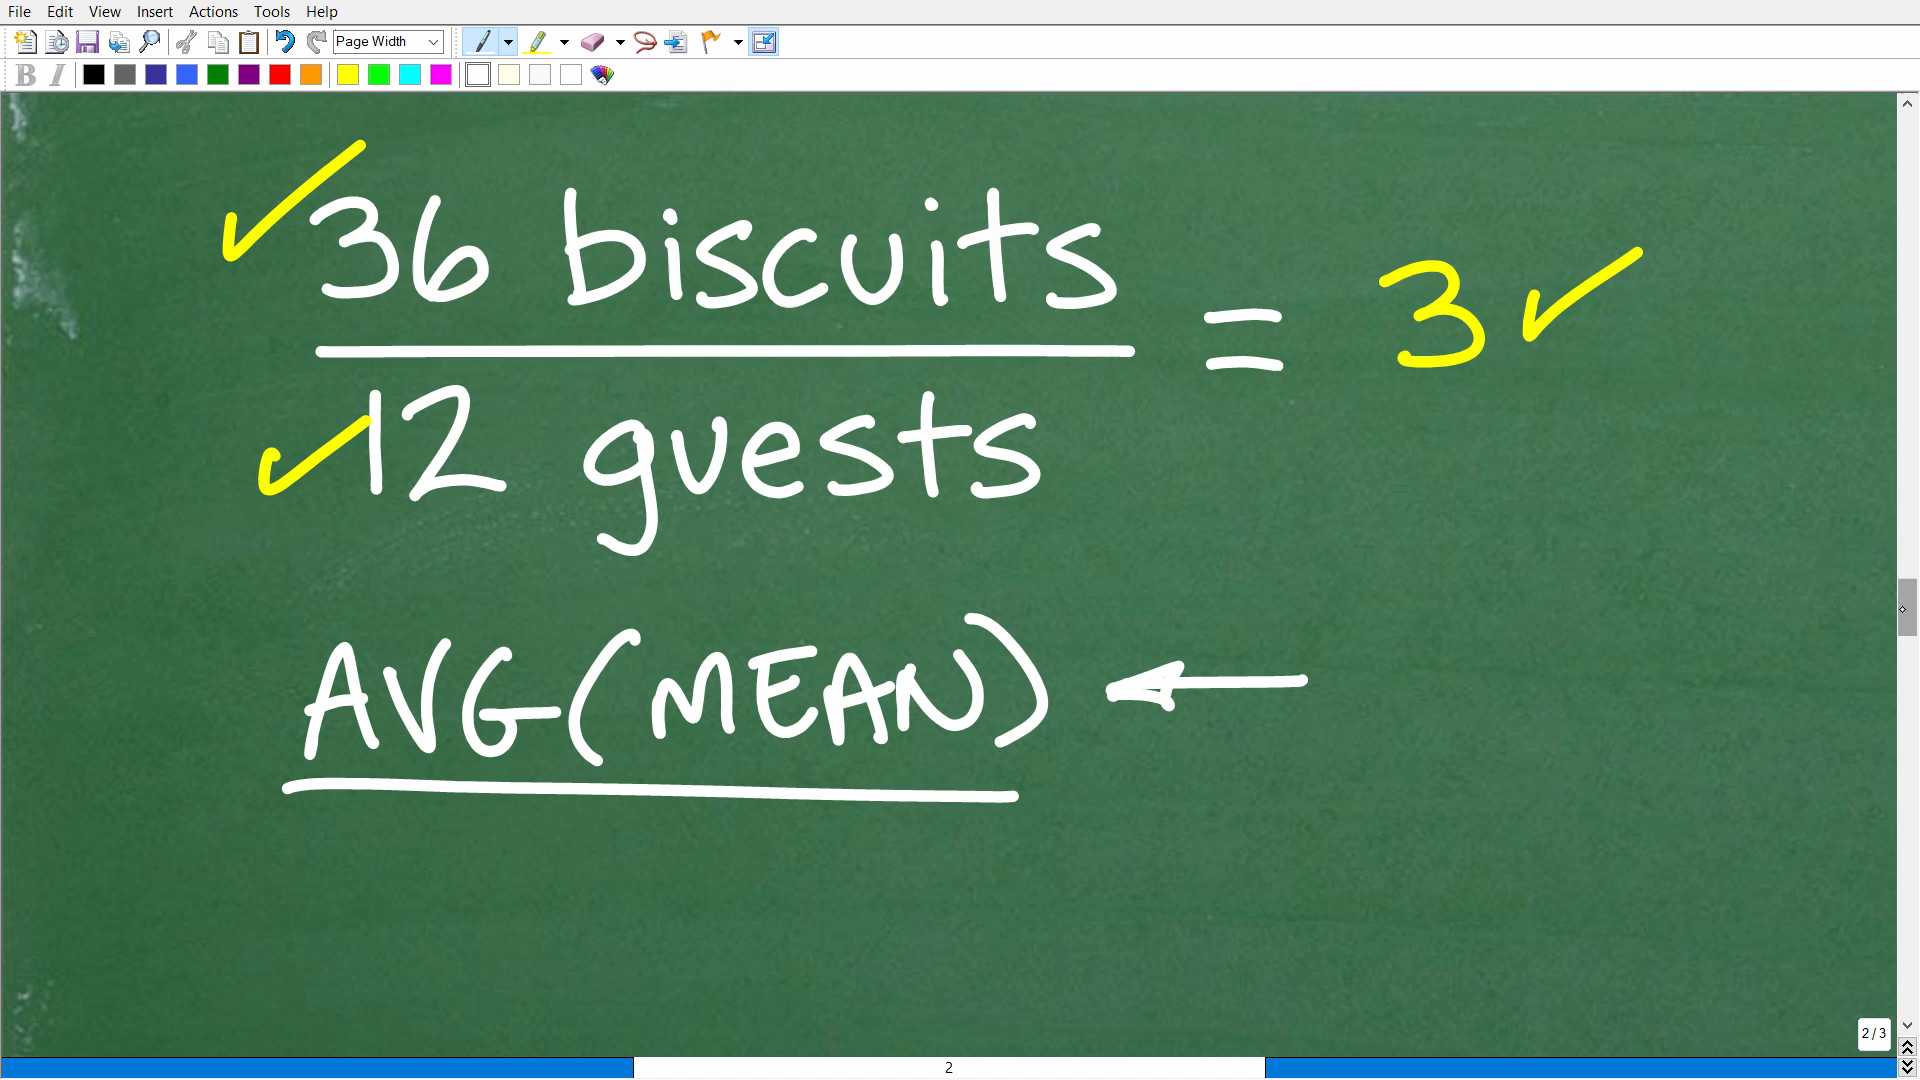 File Edit View Insert Actions Tools Help
Page Width
B I
36 biscuits
12 guests
= 3
AVG(MEAN)
2 / 3
2